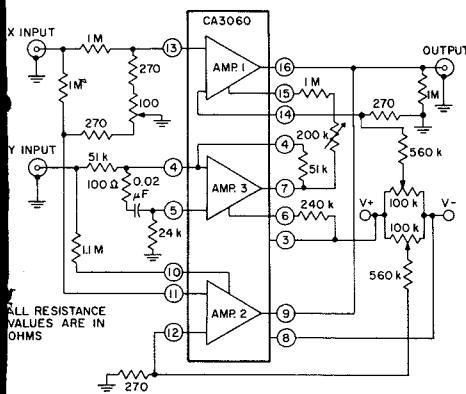 CA3060
X INPUT
1 M
13
270
100
1M
270
AMP. 1
16
OUTPUT
15
1 M
14
1M
270
200 k
560 k
Y INPUT
51 k
4
100 Ω
0.02
µF
5
24 k
AMP. 3
4
51 k
7
6
240 k
3
V+
100 k
100 k
V-
560 k
1.1 M
10
11
12
AMP. 2
9
8
270
ALL RESISTANCE
VALUES ARE IN
OHMS